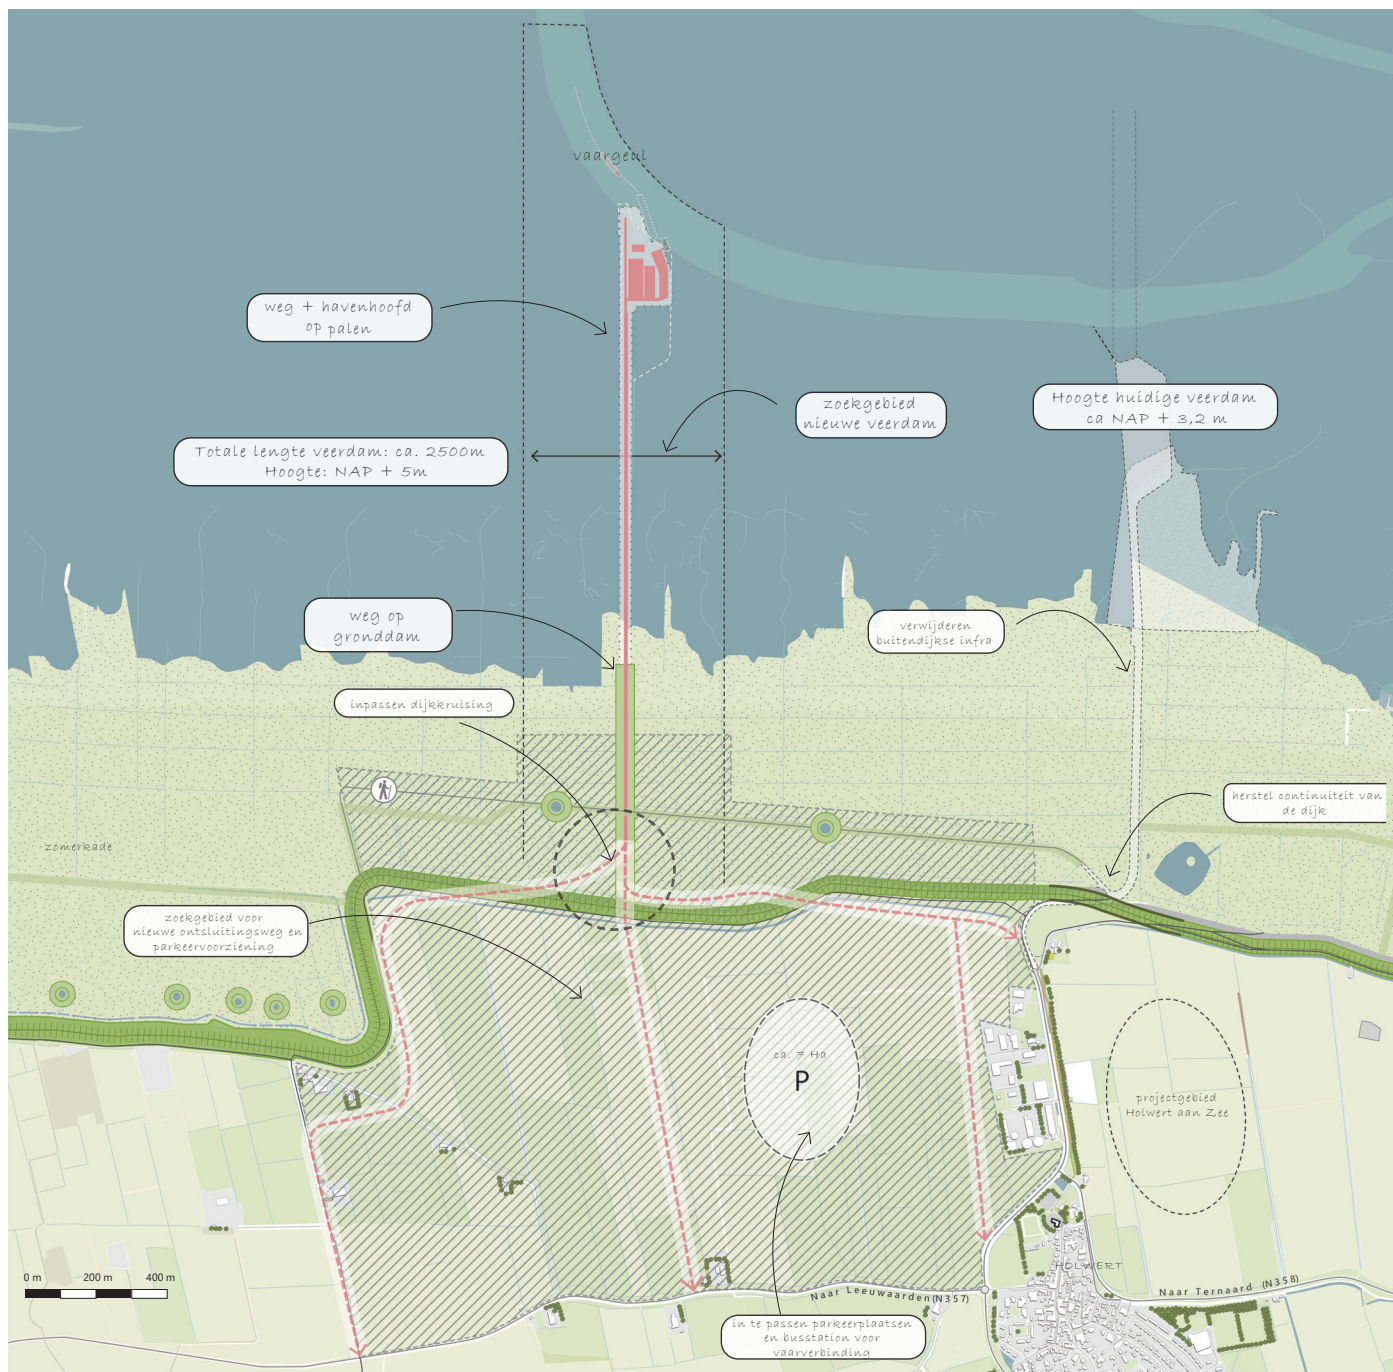 vaargeul
weg + havenhoofd
op palen
zoekgebied
nieuwe veerdam
Hoogte huidige veerdam
ca NAP + 3,2 m
Totale lengte veerdam: ca. 2500m
Hoogte: NAP + 5m
weg op
gronddam
verwijderen
buitendijkse infra
inpassen dijkkruising
herstel continuïteit van
de dijk
zomerkade
zoekgebied voor
nieuwe ontsluitingsweg en
parkeervoorziening
ca. 7 Ha
P
projectgebied
Holwert aan Zee
0 m 200 m 400 m
HOLWERT
Naar Leeuwaarden (N357)
Naar Ternaard (N358)
in te passen parkeerplaatsen
en busstation voor
vaarverbinding